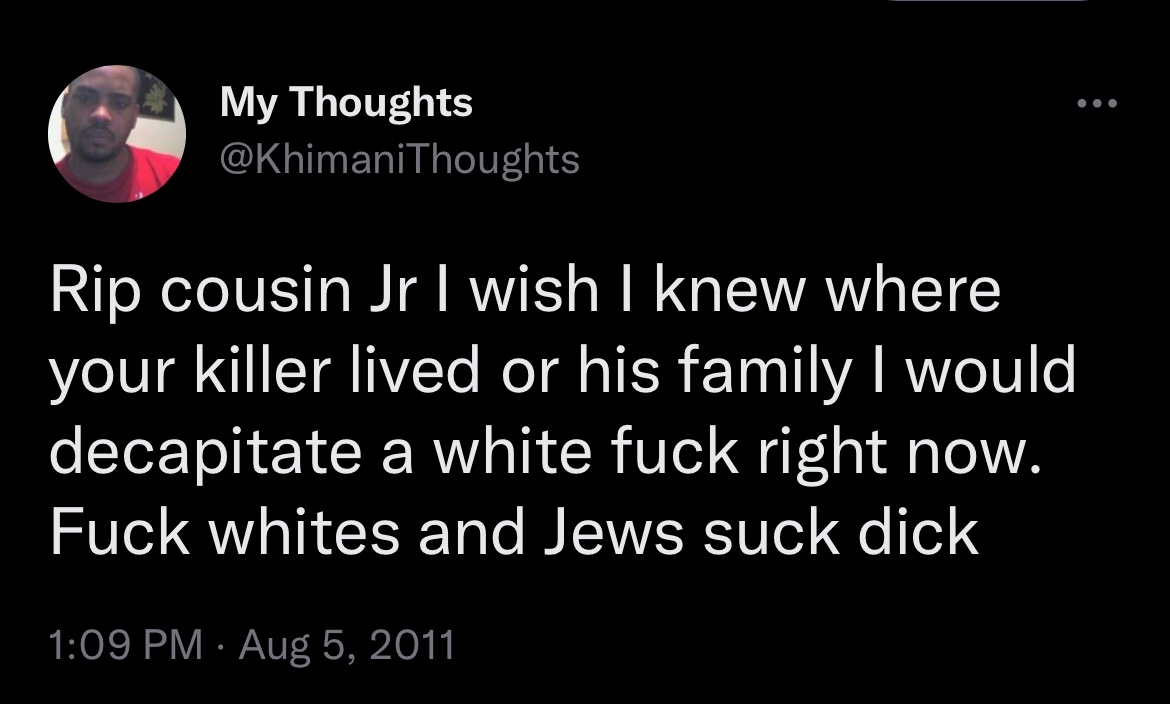 My Thoughts
@KhimaniThoughts
Rip cousin Jr I wish I knew where
your killer lived or his family I would
decapitate a white fuck right now.
Fuck whites and Jews suck dick
1:09 PM · Aug 5, 2011